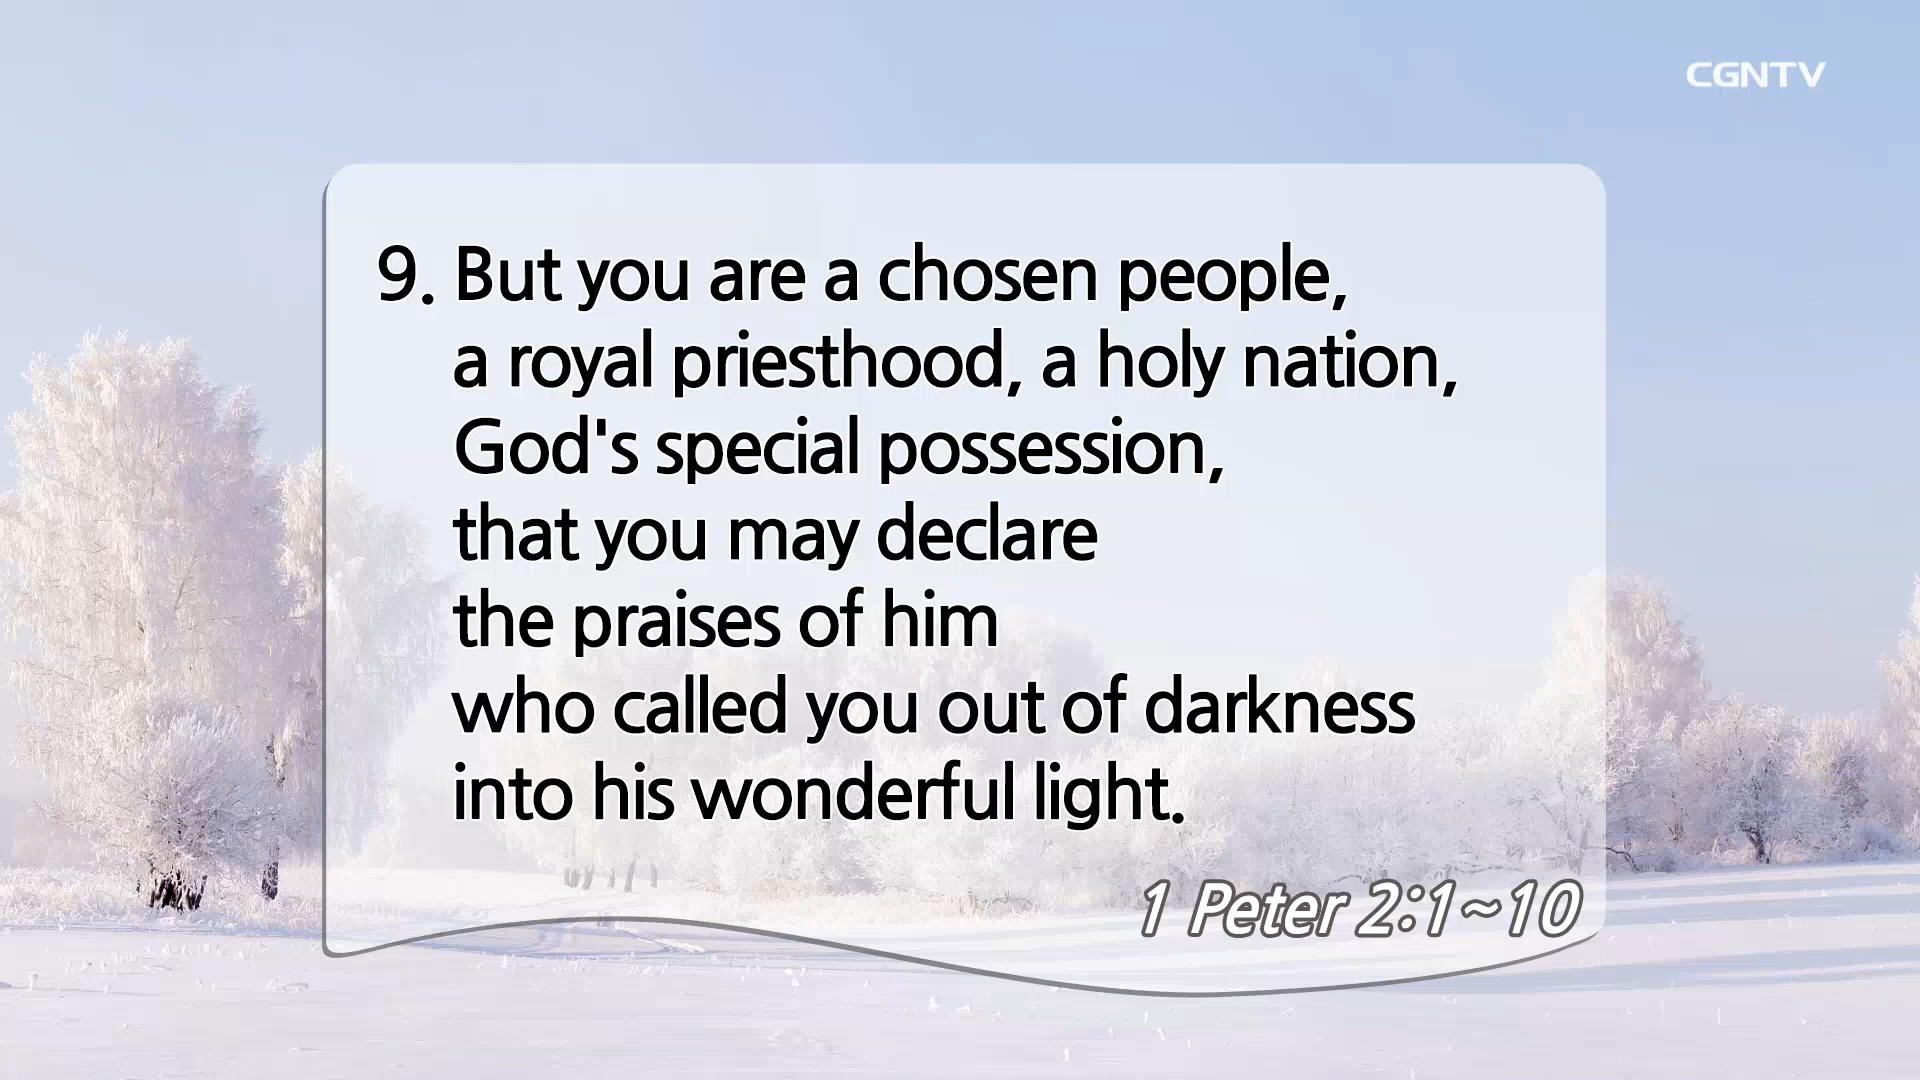 CGNTV
9. But you are a chosen people,
a royal priesthood, a holy nation,
God's special possession,
that you may declare
the praises of him
who called you out of darkness
into his wonderful light.
1 Peter 2:1~10